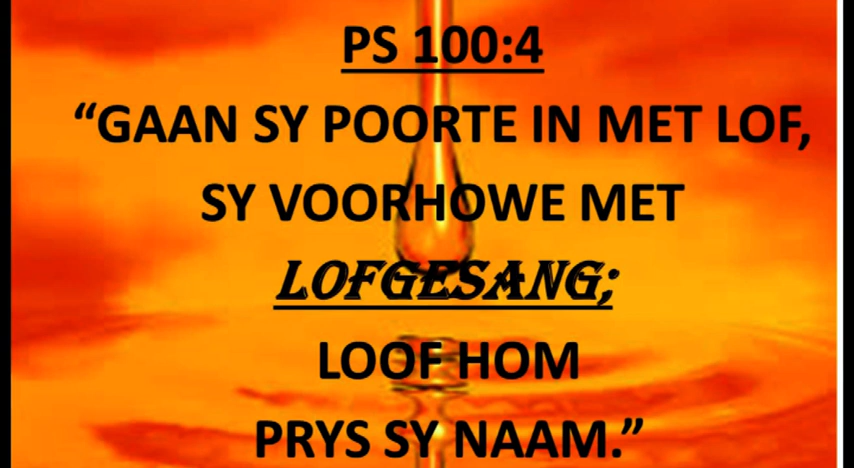 PS 100:4
“GAAN SY POORTE IN MET LOF,
SY VOORHOWE MET
LOFGESANG;
LOOF HOM
PRYS SY NAAM.”